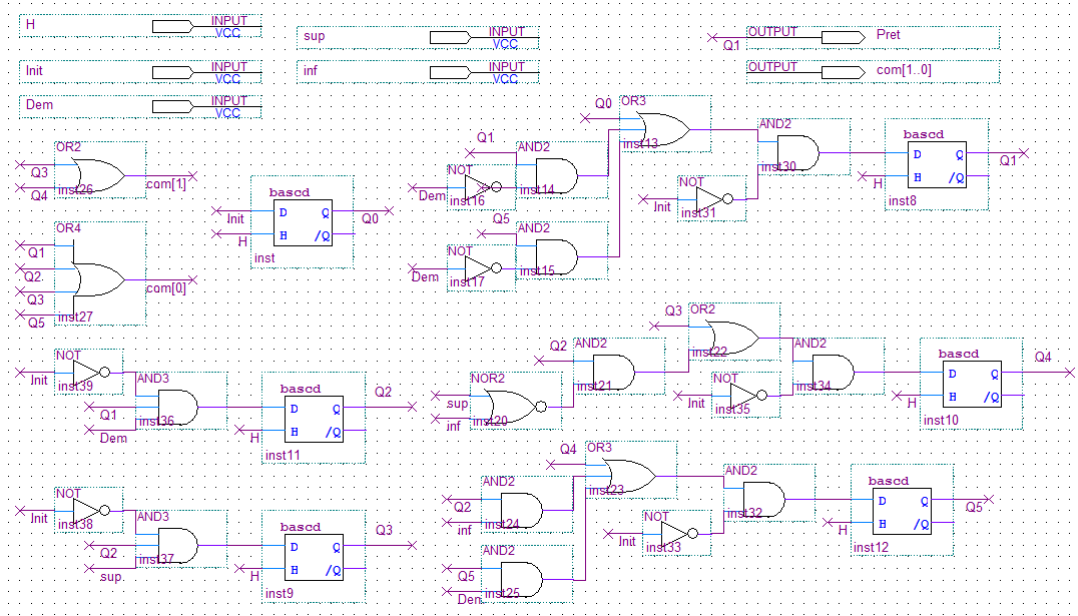 H
INPUT
VCC
sup
INPUT
VCC
Q1
OUTPUT
Pret
Init
INPUT
VCC
inf
INPUT
VCC
OUTPUT
com[1..0]
Dem
INPUT
VCC
OR2
Q3
Q4
inst26
com[1]
OR4
Q1
Q2
Q3
Q5
inst27
com[0]
bascd
Init
H
D
Q
H
/Q
Q0
inst
Q1
AND2
NOT
Dem
inst16
inst14
Q5
AND2
NOT
Dem
inst17
inst15
Q0
OR3
inst13
AND2
inst30
NOT
Init
inst31
bascd
D
Q
H
/Q
H
Q1
inst8
NOT
Init
inst39
AND3
Q1
Dem
inst36
bascd
D
Q
H
/Q
H
Q2
inst11
NOR2
sup
inf
inst20
Q2
AND2
inst21
Q3
OR2
inst22
NOT
Init
inst35
AND2
inst34
bascd
D
Q
H
/Q
H
Q4
inst10
NOT
Init
inst38
AND3
Q2
sup
inst37
bascd
D
Q
H
/Q
H
Q3
inst9
Q4
OR3
inst23
AND2
Q2
inf
inst24
AND2
Q5
Dem
inst25
NOT
Init
inst33
AND2
inst32
bascd
D
Q
H
/Q
H
Q5
inst12